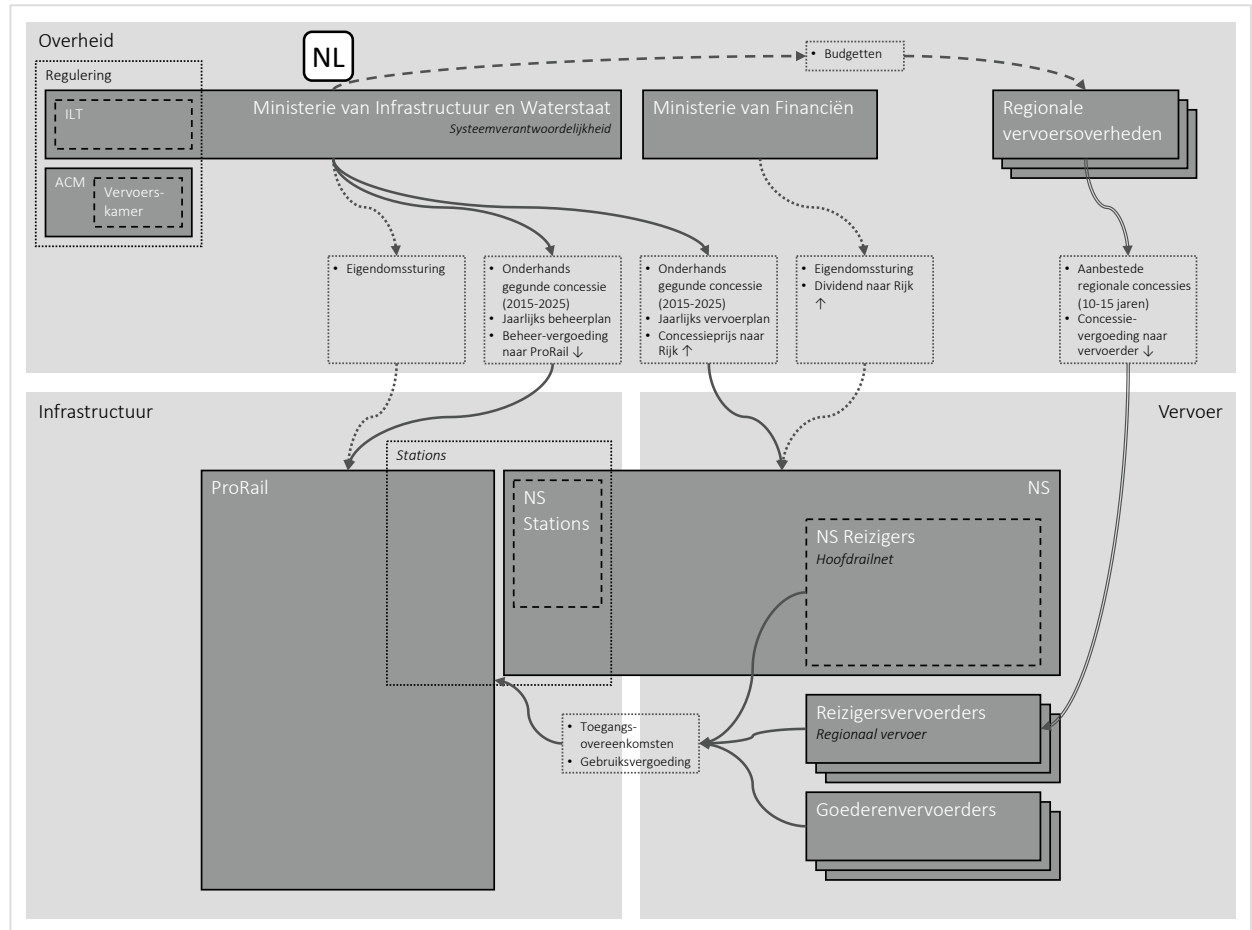 Overheid
NL
• Budgetten
Regulering
ILT
Ministerie van Infrastructuur en Waterstaat
Systeemverantwoordelijkheid
Ministerie van Financiën
Regionale
vervoersoverheden
ACM
Vervoers-
kamer
• Eigendomssturing
• Onderhands
gegunde concessie
(2015-2025)
• Jaarlijks beheerplan
• Beheer-vergoeding
naar ProRail ↓
• Onderhands
gegunde concessie
(2015-2025)
• Jaarlijks vervoerplan
• Concessieprijs naar
Rijk ↑
• Eigendomssturing
• Dividend naar Rijk
↑
• Aanbestede
regionale concessies
(10-15 jaren)
• Concessie-
vergoeding naar
vervoerder ↓
Infrastructuur
Vervoer
Stations
ProRail
NS
Stations
NS
NS Reizigers
Hoofdrailnet
• Toegangs-
overeenkomsten
• Gebruiksvergoeding
Reizigersvervoerders
Regionaal vervoer
Goederenvervoerders